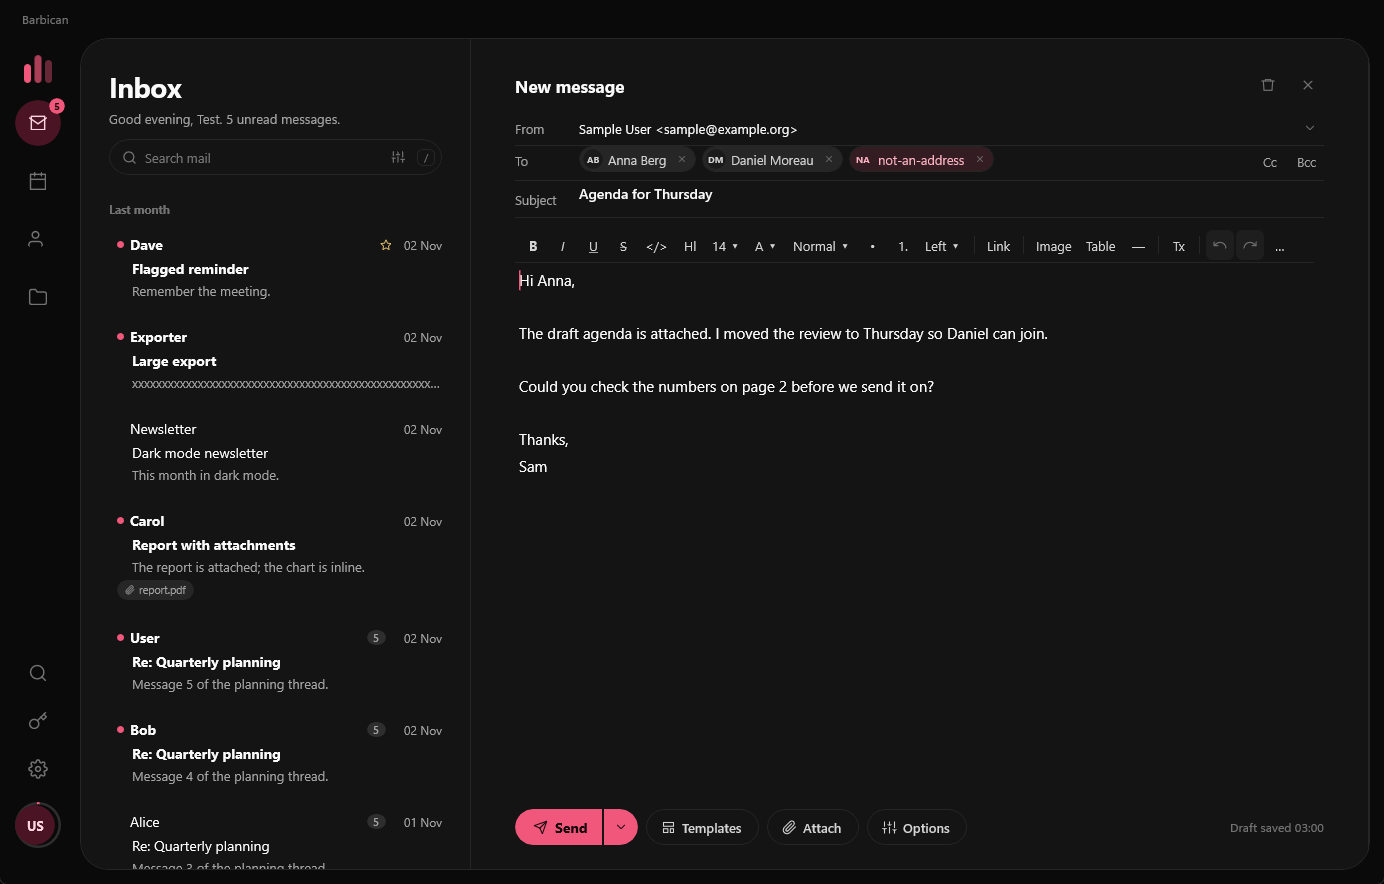 Barbican
5
Inbox
Good evening, Test. 5 unread messages.
Search mail /
Last month
Dave 02 Nov
Flagged reminder
Remember the meeting.
Exporter 02 Nov
Large export
Newsletter 02 Nov
Dark mode newsletter
This month in dark mode.
Carol 02 Nov
Report with attachments
The report is attached; the chart is inline.
report.pdf
User 5 02 Nov
Re: Quarterly planning
Message 5 of the planning thread.
Bob 5 02 Nov
Re: Quarterly planning
Message 4 of the planning thread.
Alice 5 01 Nov
Re: Quarterly planning
Message 3 of the planning thread.
US
New message
From Sample User <sample@example.org>
To AB Anna Berg × DM Daniel Moreau × NA not-an-address × Cc Bcc
Subject Agenda for Thursday
B I U S </> Hl 14 ▾ A ▾ Normal ▾ • 1. Left ▾ Link Image Table — Tx ...
Hi Anna,
The draft agenda is attached. I moved the review to Thursday so Daniel can join.
Could you check the numbers on page 2 before we send it on?
Thanks,
Sam
Send Templates Attach Options Draft saved 03:00